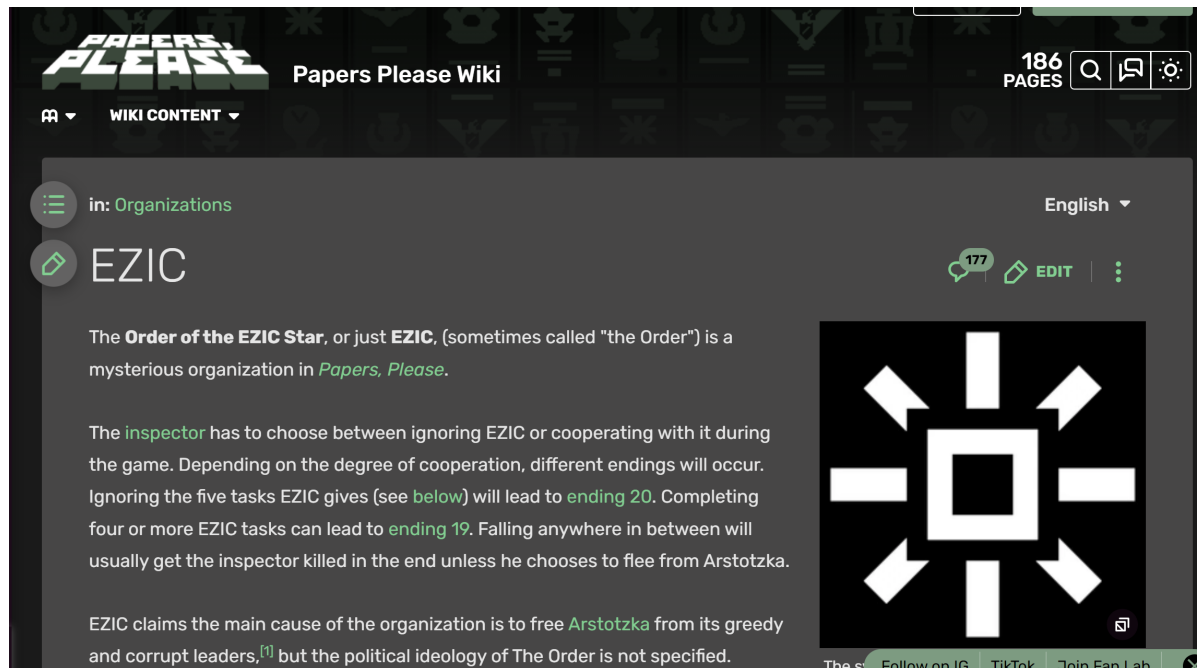 PAPERS,
PLEASE
Papers Please Wiki
186
PAGES
WIKI CONTENT
in: Organizations
English
EZIC
177
EDIT
The Order of the EZIC Star, or just EZIC, (sometimes called "the Order") is a
mysterious organization in Papers, Please.
The inspector has to choose between ignoring EZIC or cooperating with it during
the game. Depending on the degree of cooperation, different endings will occur.
Ignoring the five tasks EZIC gives (see below) will lead to ending 20. Completing
four or more EZIC tasks can lead to ending 19. Falling anywhere in between will
usually get the inspector killed in the end unless he chooses to flee from Arstotzka.
EZIC claims the main cause of the organization is to free Arstotzka from its greedy
and corrupt leaders,[1] but the political ideology of The Order is not specified.
The
Follow on IG
TikTok
Join Fan Lab